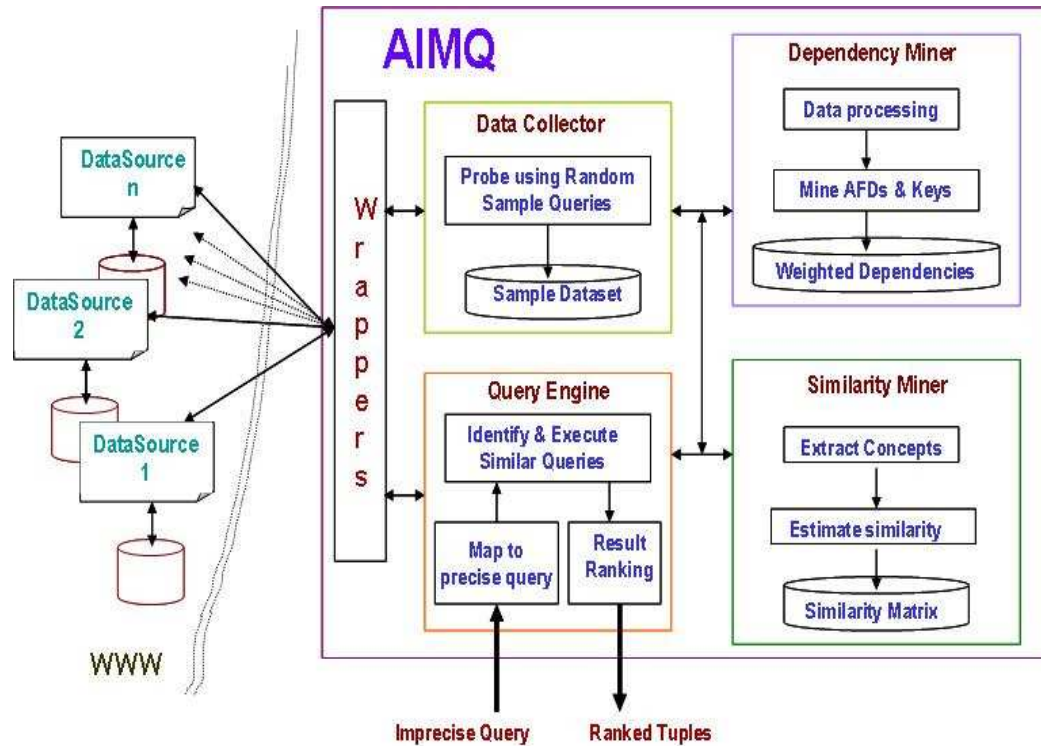 AIMQ
DataSource
n
DataSource
2
DataSource
1
WWW
Wrappers
Data Collector
Probe using Random
Sample Queries
Sample Dataset
Dependency Miner
Data processing
Mine AFDs & Keys
Weighted Dependencies
Query Engine
Identify & Execute
Similar Queries
Map to
precise query
Result
Ranking
Similarity Miner
Extract Concepts
Estimate similarity
Similarity Matrix
Imprecise Query
Ranked Tuples